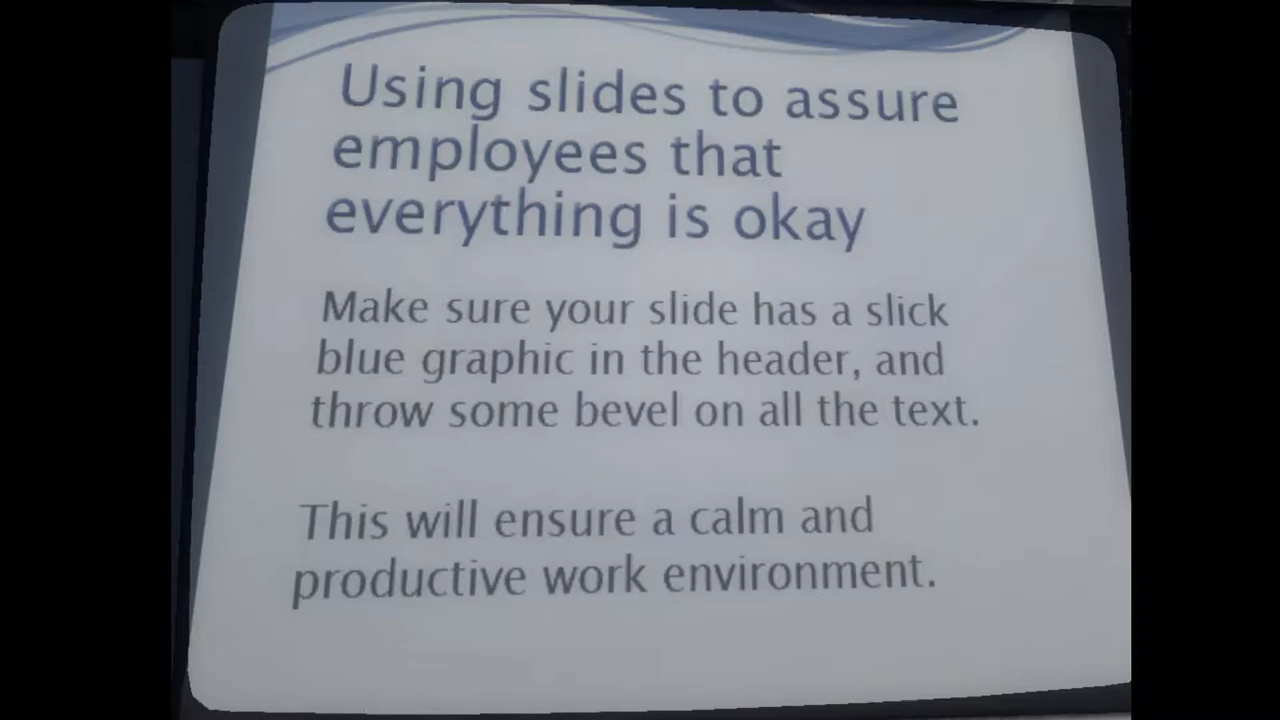 Using slides to assure
employees that
everything is okay
Make sure your slide has a slick
blue graphic in the header, and
throw some bevel on all the text.
This will ensure a calm and
productive work environment.